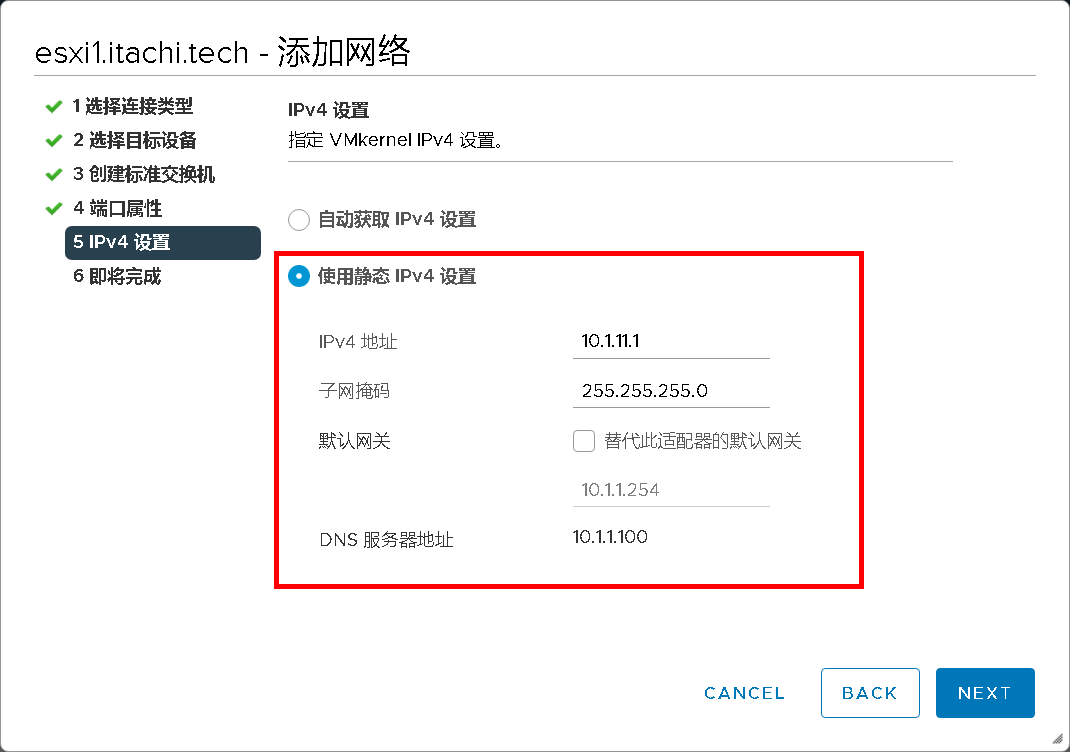 esxi1.itachi.tech - 添加网络
1 选择连接类型
2 选择目标设备
3 创建标准交换机
4 端口属性
5 IPv4 设置
6 即将完成
IPv4 设置
指定 VMkernel IPv4 设置。
自动获取 IPv4 设置
使用静态 IPv4 设置
IPv4 地址 10.1.11.1
子网掩码 255.255.255.0
默认网关 替代此适配器的默认网关
10.1.1.254
DNS 服务器地址 10.1.1.100
CANCEL BACK NEXT